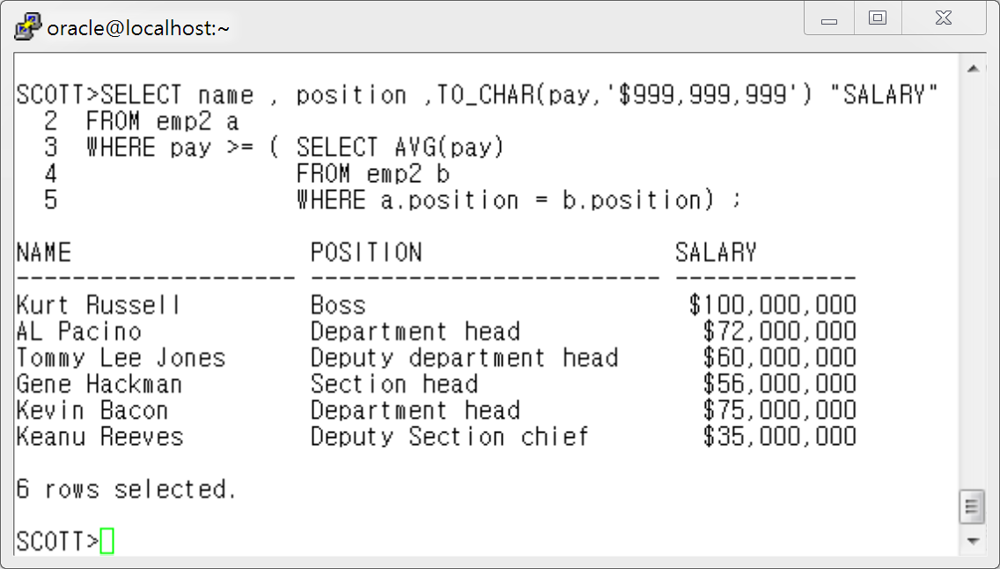 oracle@localhost:~
SCOTT>SELECT name , position ,TO_CHAR(pay,'$999,999,999') "SALARY"
  2  FROM emp2 a
  3  WHERE pay >= ( SELECT AVG(pay)
  4                 FROM emp2 b
  5                 WHERE a.position = b.position) ;
NAME                 POSITION                  SALARY
-------------------- ------------------------- -------------
Kurt Russell         Boss                       $100,000,000
AL Pacino            Department head             $72,000,000
Tommy Lee Jones      Deputy department head      $60,000,000
Gene Hackman         Section head                $56,000,000
Kevin Bacon          Department head             $75,000,000
Keanu Reeves         Deputy Section chief        $35,000,000
6 rows selected.
SCOTT>